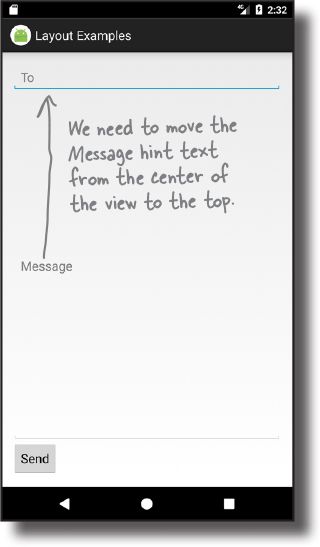 4G 2:32
Layout Examples
To
We need to move the
Message hint text
from the center of
the view to the top.
Message
Send